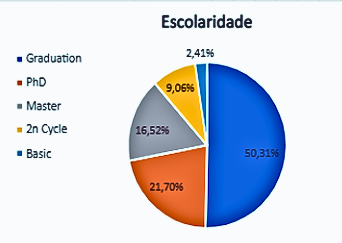 Escolaridade
Graduation
PhD
Master
2n Cycle
Basic
2,41%
9,06%
16,52%
50,31%
21,70%